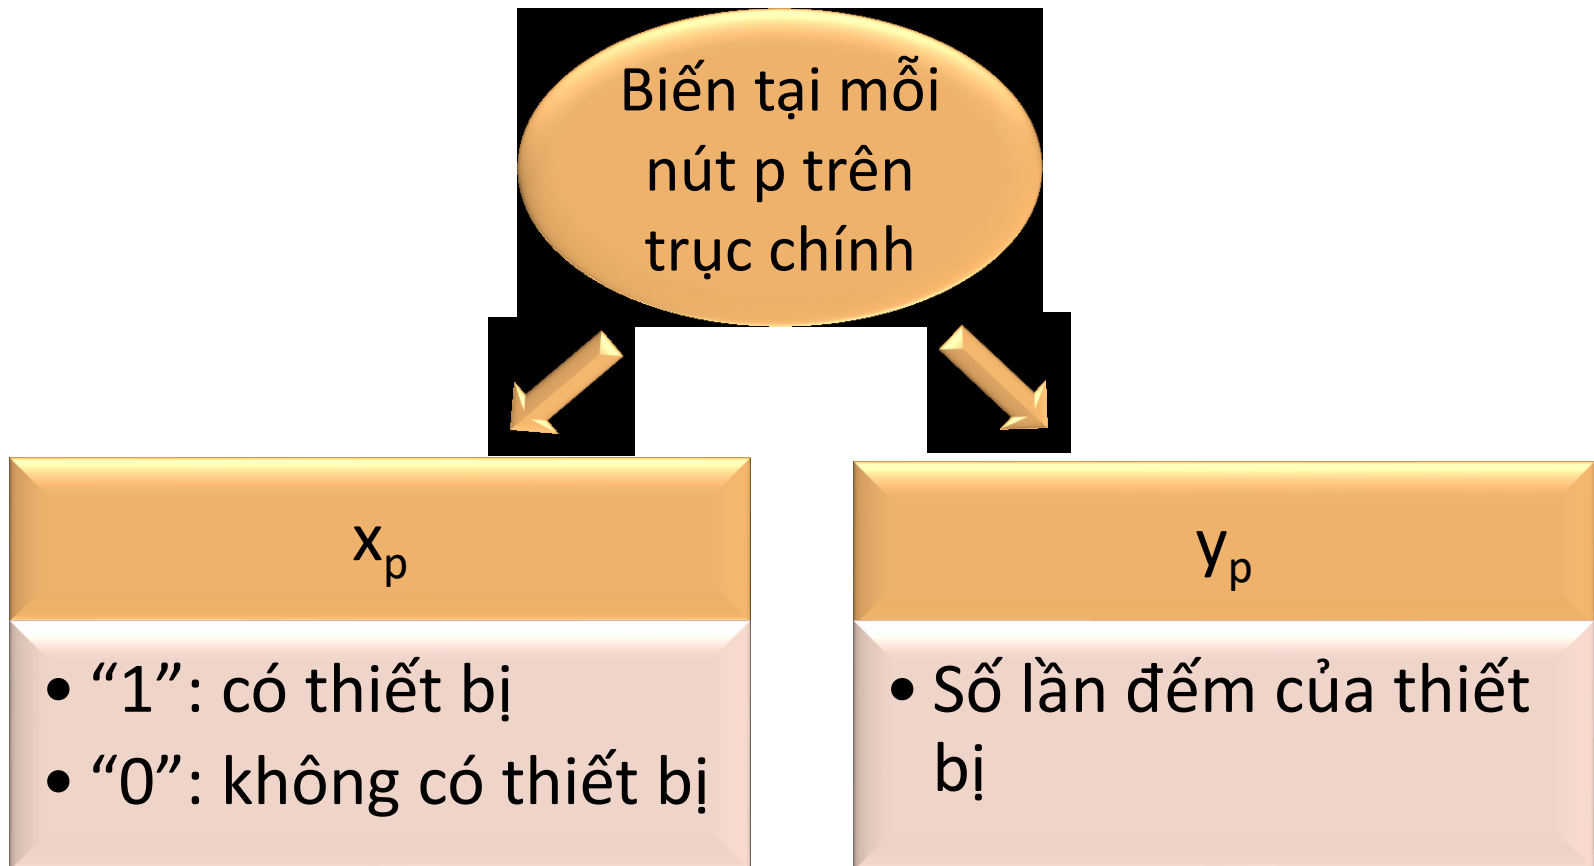 Biến tại mỗi
nút p trên
trục chính
xₚ
• “1”: có thiết bị
• “0”: không có thiết bị
yₚ
• Số lần đếm của thiết
bị